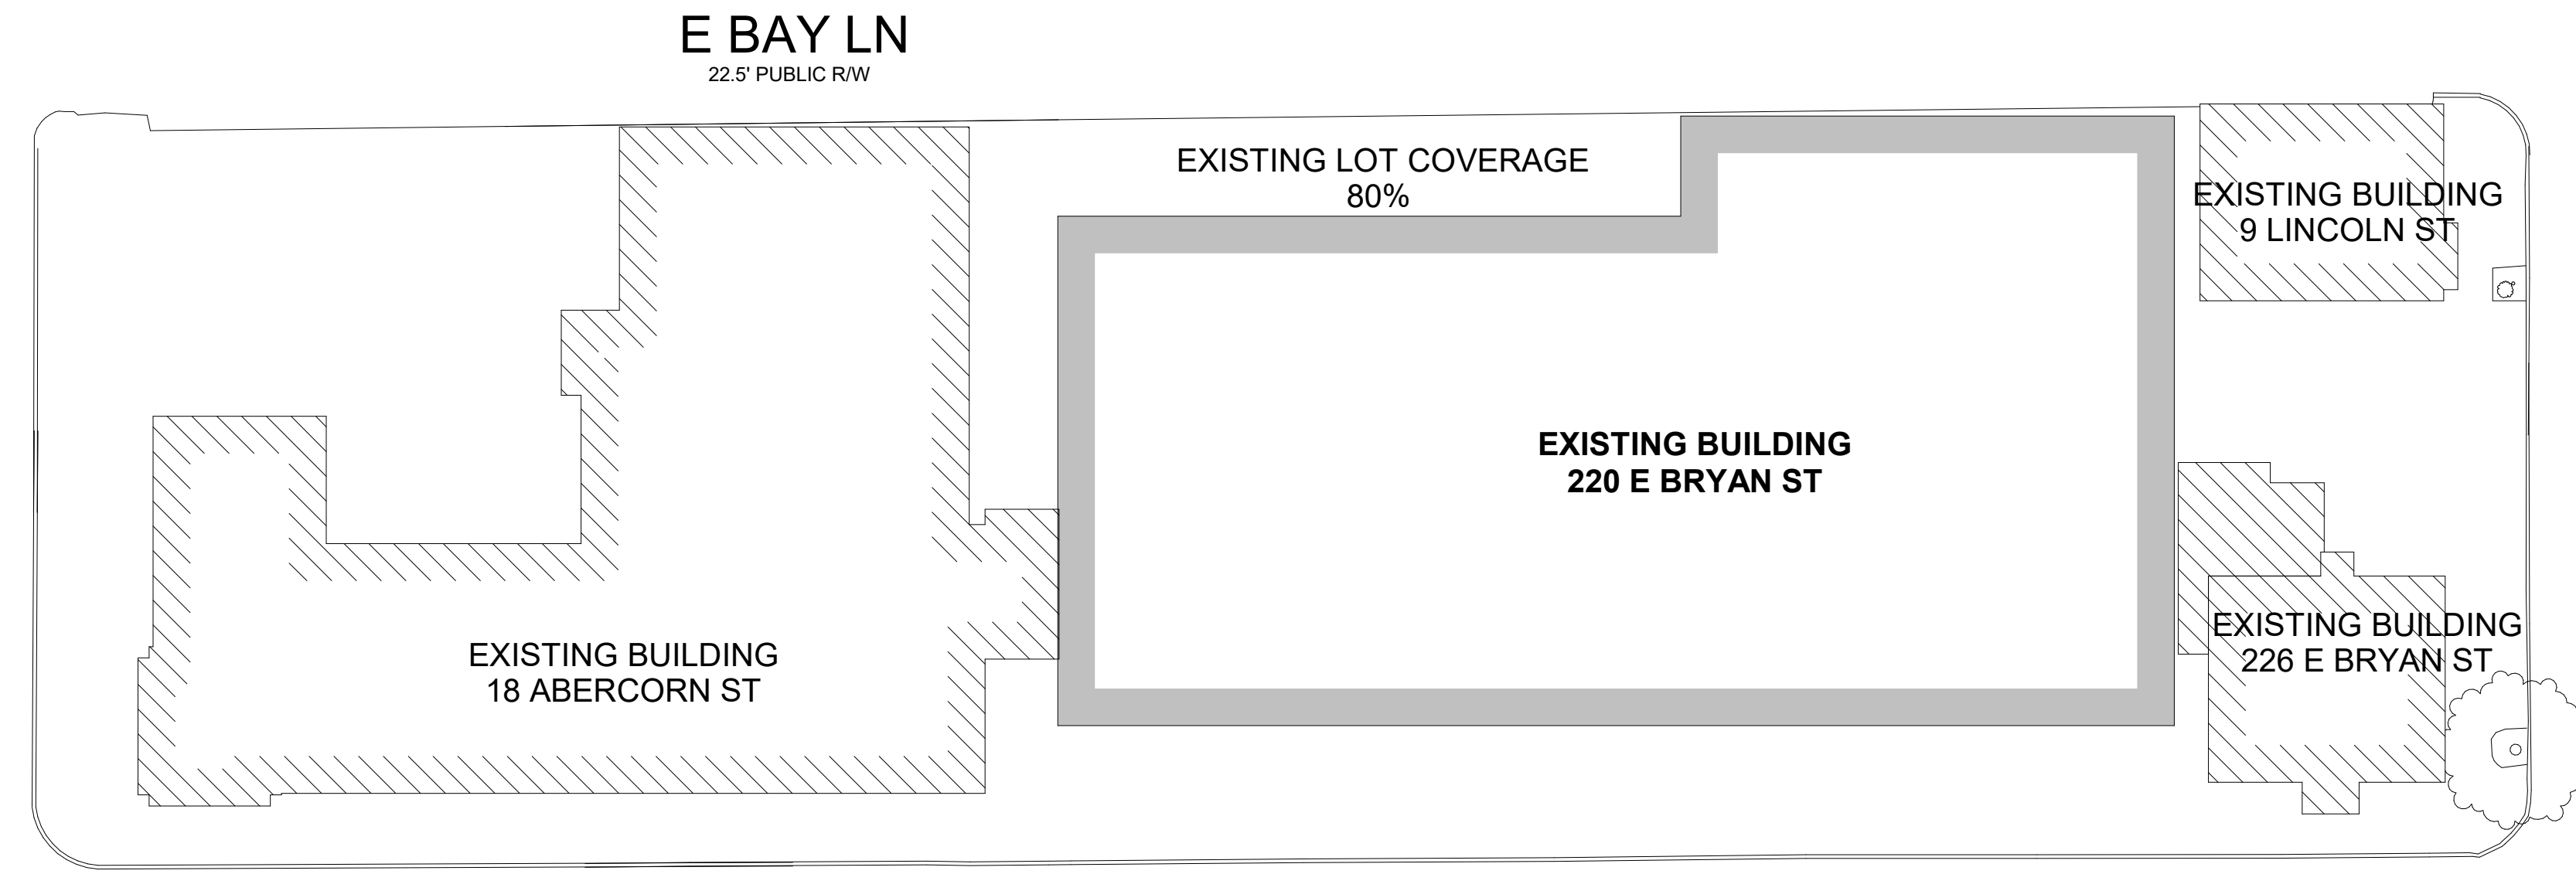 E BAY LN
22.5' PUBLIC R/W
EXISTING LOT COVERAGE
80%
EXISTING BUILDING
9 LINCOLN ST
EXISTING BUILDING
220 E BRYAN ST
EXISTING BUILDING
18 ABERCORN ST
EXISTING BUILDING
226 E BRYAN ST